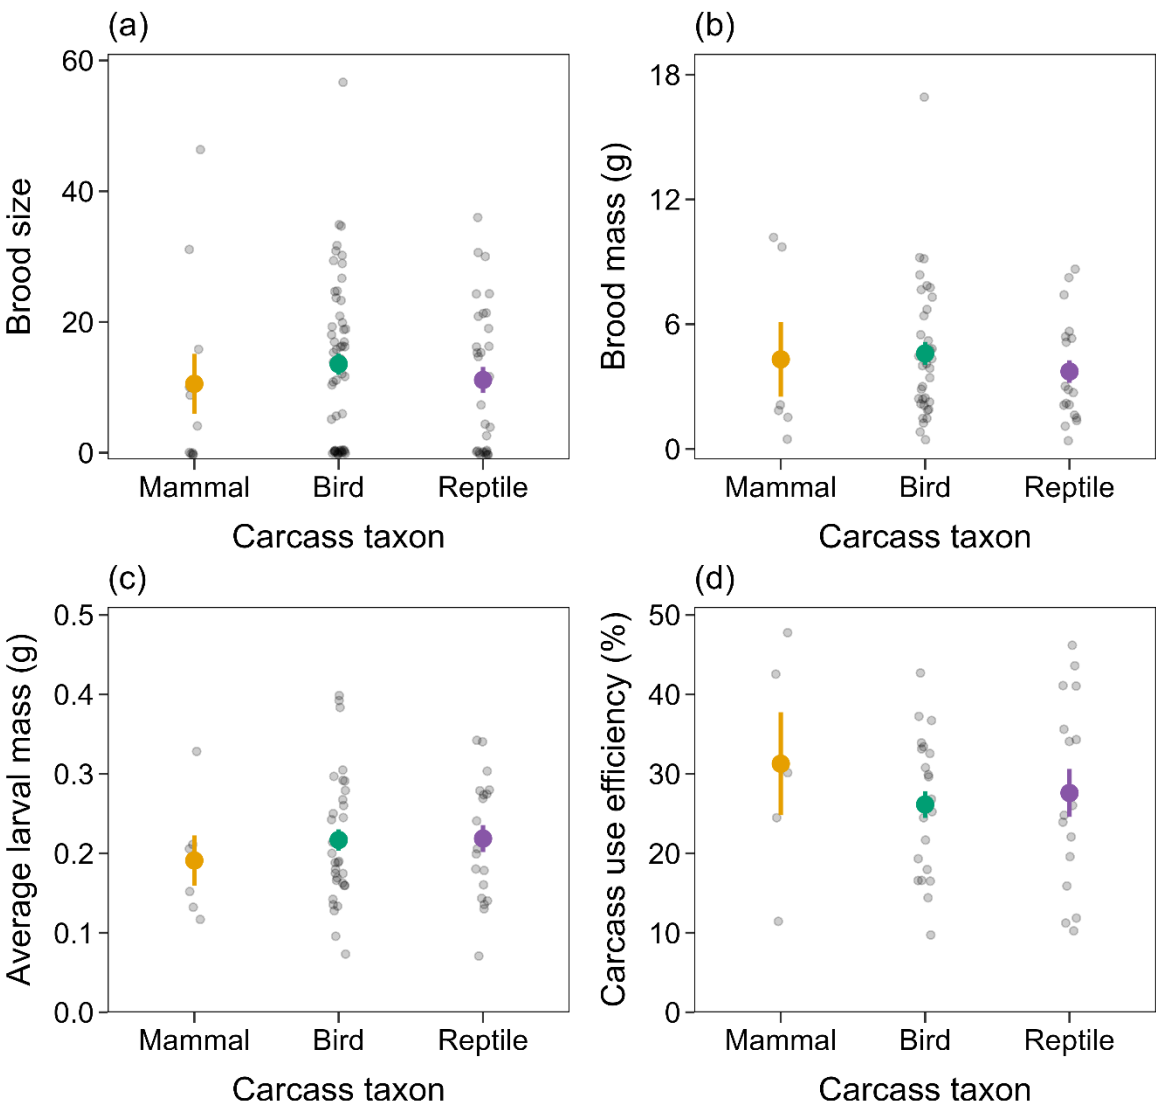 (a)
60
40
20
0
Brood size
Mammal Bird Reptile
Carcass taxon
(b)
18
12
6
0
Brood mass (g)
Mammal Bird Reptile
Carcass taxon
(c)
0.5
0.4
0.3
0.2
0.1
0.0
Average larval mass (g)
Mammal Bird Reptile
Carcass taxon
(d)
50
40
30
20
10
0
Carcass use efficiency (%)
Mammal Bird Reptile
Carcass taxon